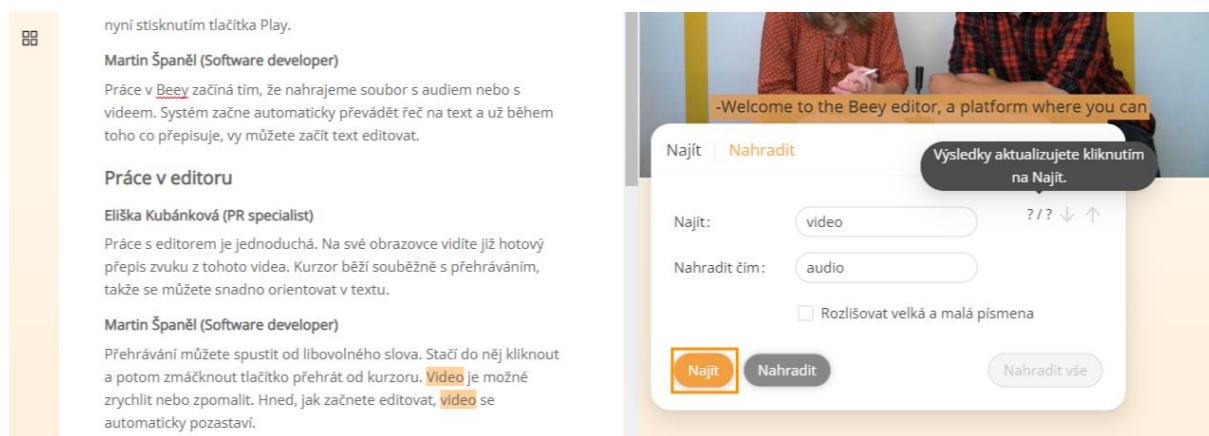 nyní stisknutím tlačítka Play.
Martin Španěl (Software developer)
Práce v Beey začíná tím, že nahrajeme soubor s audiem nebo s
videem. Systém začne automaticky převádět řeč na text a už během
toho co přepisuje, vy můžete začít text editovat.
Práce v editoru
Eliška Kubánková (PR specialist)
Práce s editorem je jednoduchá. Na své obrazovce vidíte již hotový
přepis zvuku z tohoto videa. Kurzor běží souběžně s přehráváním,
takže se můžete snadno orientovat v textu.
Martin Španěl (Software developer)
Přehrávání můžete spustit od libovolného slova. Stačí do něj kliknout
a potom zmáčknout tlačítko přehrát od kurzoru. Video je možné
zrychlit nebo zpomalit. Hned, jak začnete editovat, video se
automaticky pozastaví.
-Welcome to the Beey editor, a platform where you can
Najít Nahradit
Výsledky aktualizujete kliknutím
na Najít.
Najít: video ? / ?
Nahradit čím: audio
Rozlišovat velká a malá písmena
Najít Nahradit Nahradit vše